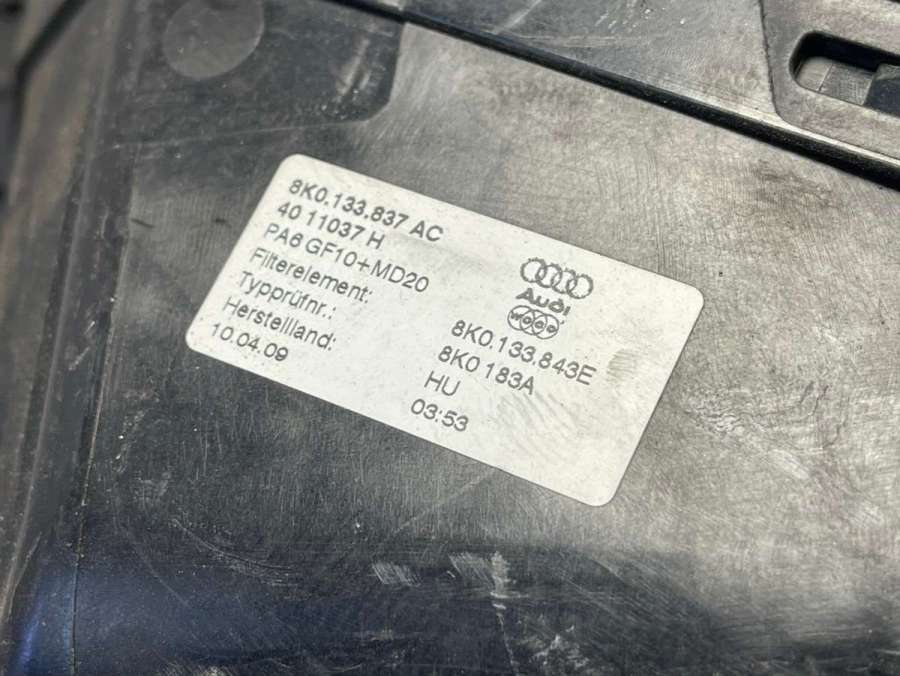 8K0.133.837 AC
40 11037 H
PA6 GF10+MD20
Filterelement: 8K0.133.843E
Typprüfnr.: 8K0 183A
Herstellland: HU
10.04.09 03:53
Audi